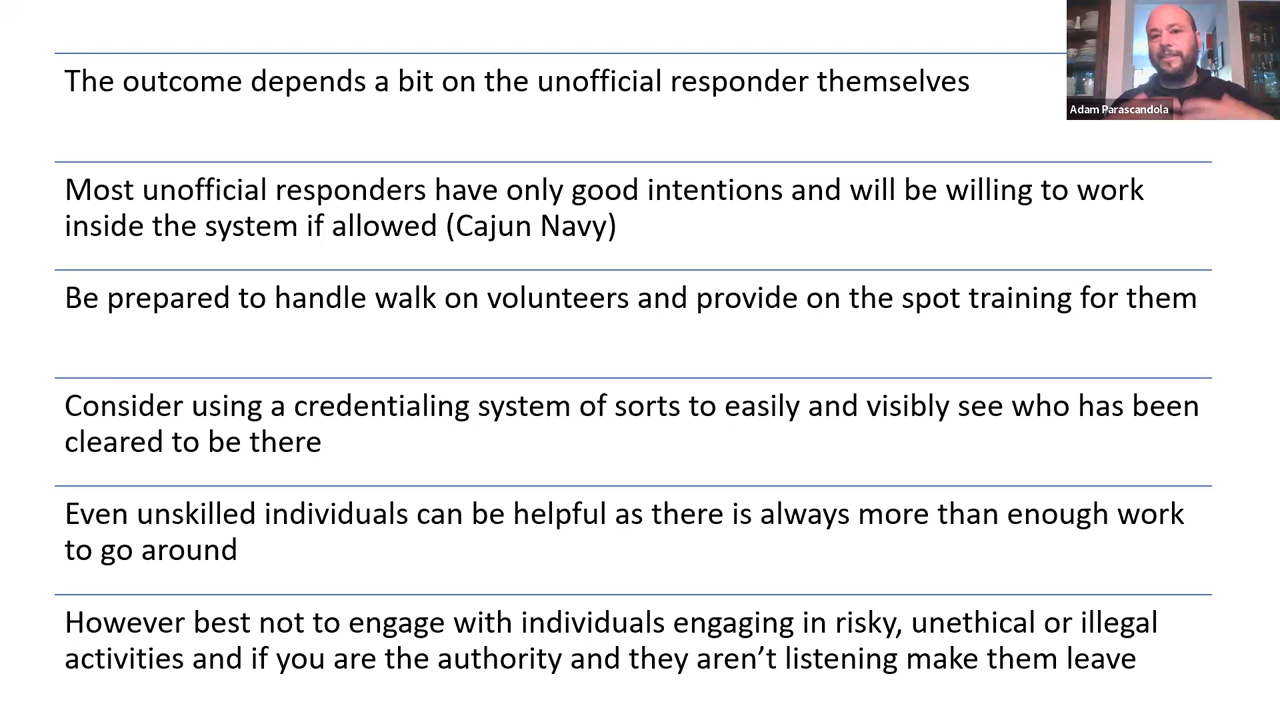 The outcome depends a bit on the unofficial responder themselves
Adam Parascandola
Most unofficial responders have only good intentions and will be willing to work
inside the system if allowed (Cajun Navy)
Be prepared to handle walk on volunteers and provide on the spot training for them
Consider using a credentialing system of sorts to easily and visibly see who has been
cleared to be there
Even unskilled individuals can be helpful as there is always more than enough work
to go around
However best not to engage with individuals engaging in risky, unethical or illegal
activities and if you are the authority and they aren’t listening make them leave